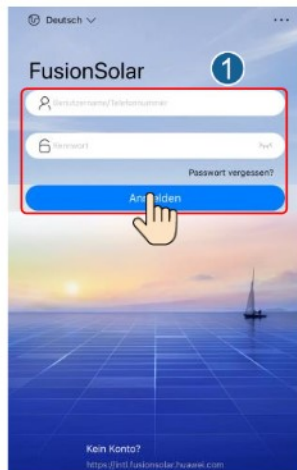 Deutsch
FusionSolar
1
Benutzername/Telefonnummer
Kennwort
Passwort vergessen?
Anmelden
Kein Konto?
https://intl.fusionsolar.huawei.com